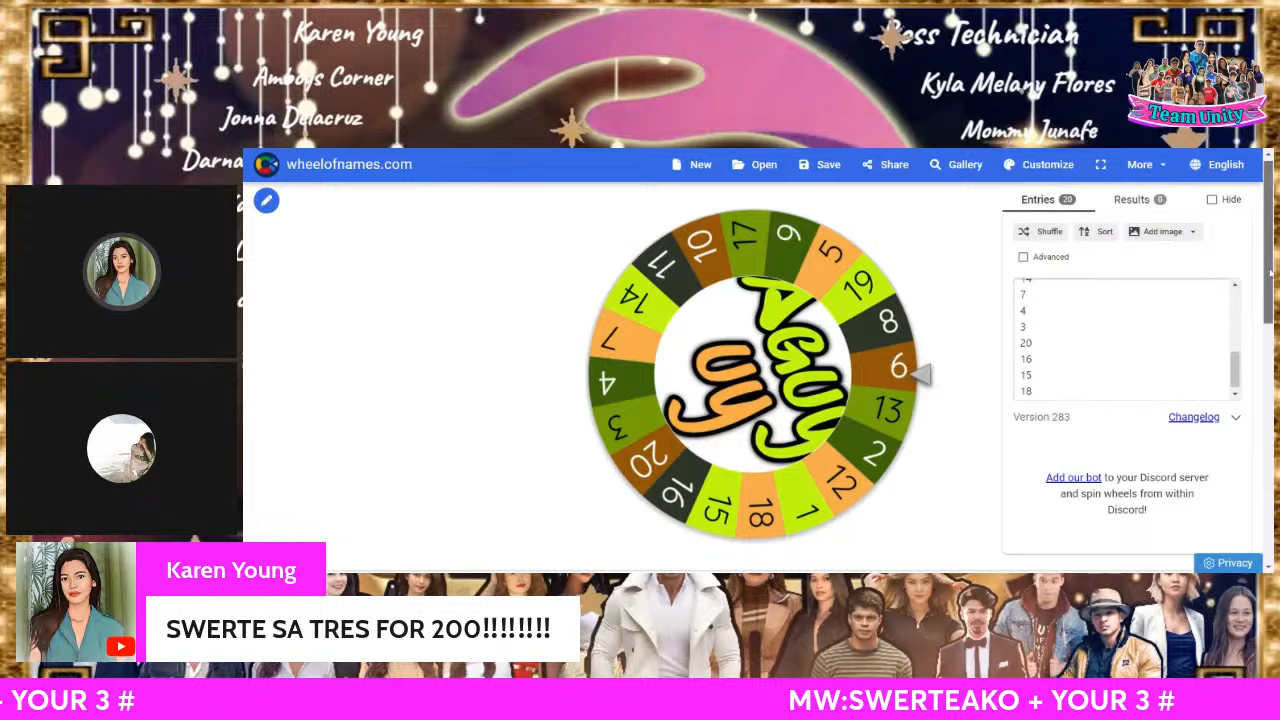 Karen Young
Amboys Corner
Jonna Delacruz
Darna
Boss Technician
Kyla Melany Flores
Mommy Junafe
Team Unity
wheelofnames.com
New
Open
Save
Share
Gallery
Customize
More
English
Entries 20
Results 0
Hide
Shuffle
Sort
Add image
Advanced
14
7
4
3
20
16
15
18
Version 283
Changelog
Add our bot to your Discord server
and spin wheels from within
Discord!
Privacy
10
17
9
5
19
8
6
13
2
12
1
18
15
16
20
3
4
7
14
11
Aguyy
uy
Karen Young
SWERTE SA TRES FOR 200!!!!!!!!
+ YOUR 3 #
MW:SWERTEAKO + YOUR 3 #